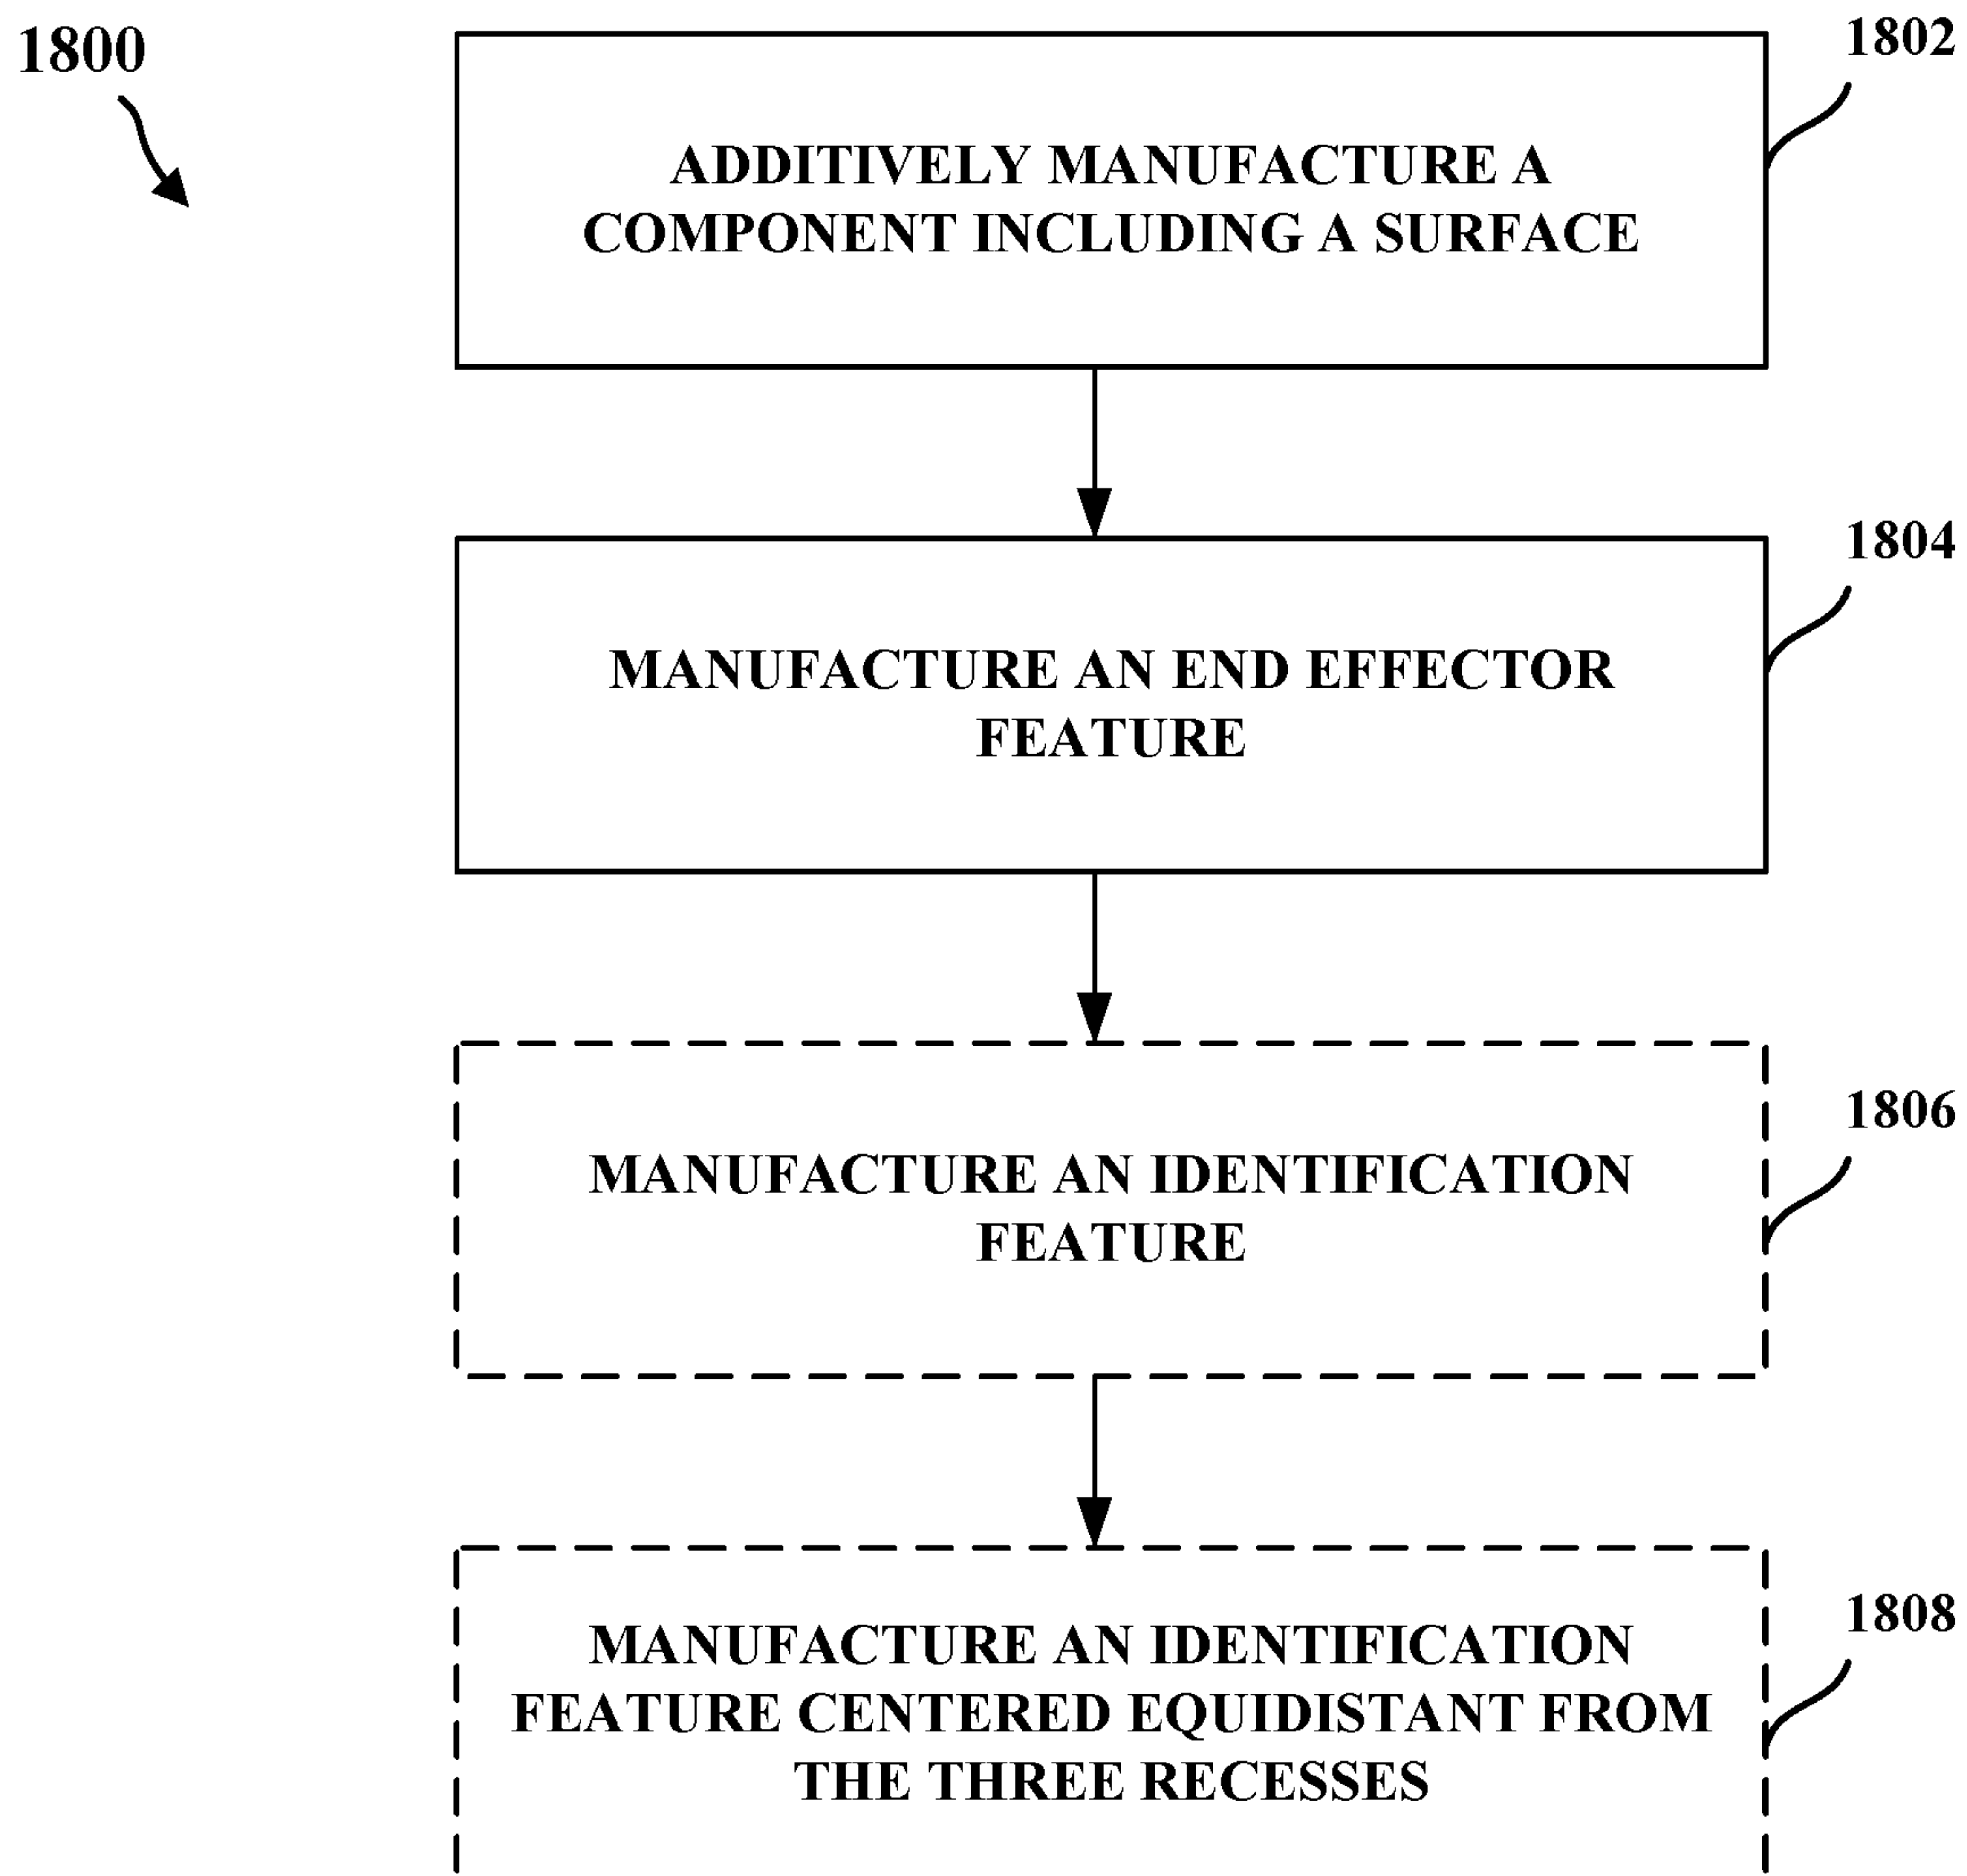 1800
1802
ADDITIVELY MANUFACTURE A
COMPONENT INCLUDING A SURFACE
1804
MANUFACTURE AN END EFFECTOR
FEATURE
1806
MANUFACTURE AN IDENTIFICATION
FEATURE
1808
MANUFACTURE AN IDENTIFICATION
FEATURE CENTERED EQUIDISTANT FROM
THE THREE RECESSES